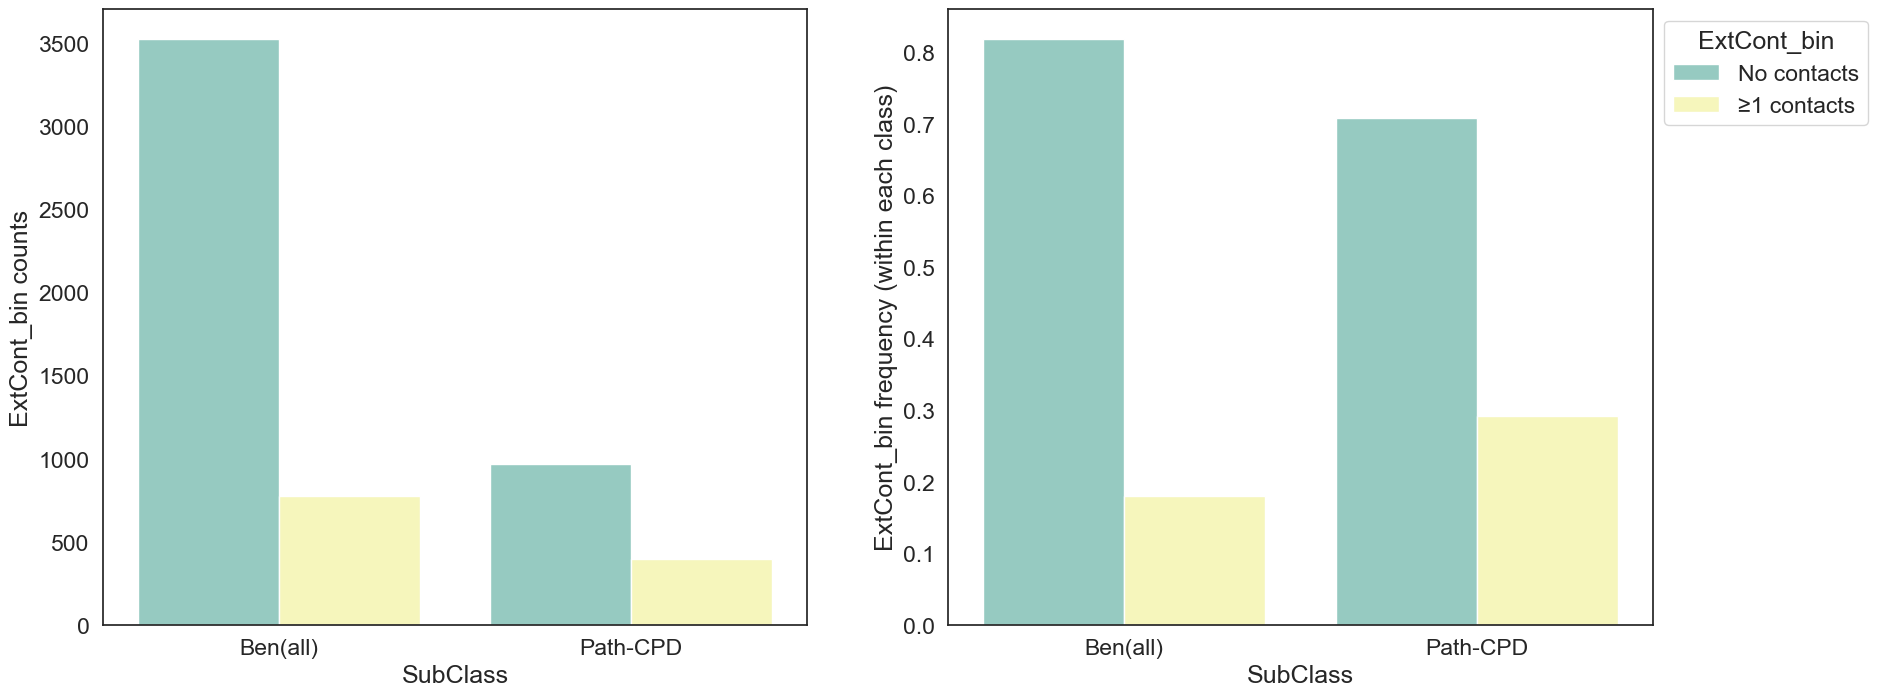 ExtCont_bin counts
3500
3000
2500
2000
1500
1000
500
0
Ben(all)
Path-CPD
SubClass
ExtCont_bin frequency (within each class)
0.8
0.7
0.6
0.5
0.4
0.3
0.2
0.1
0.0
Ben(all)
Path-CPD
SubClass
ExtCont_bin
No contacts
≥1 contacts